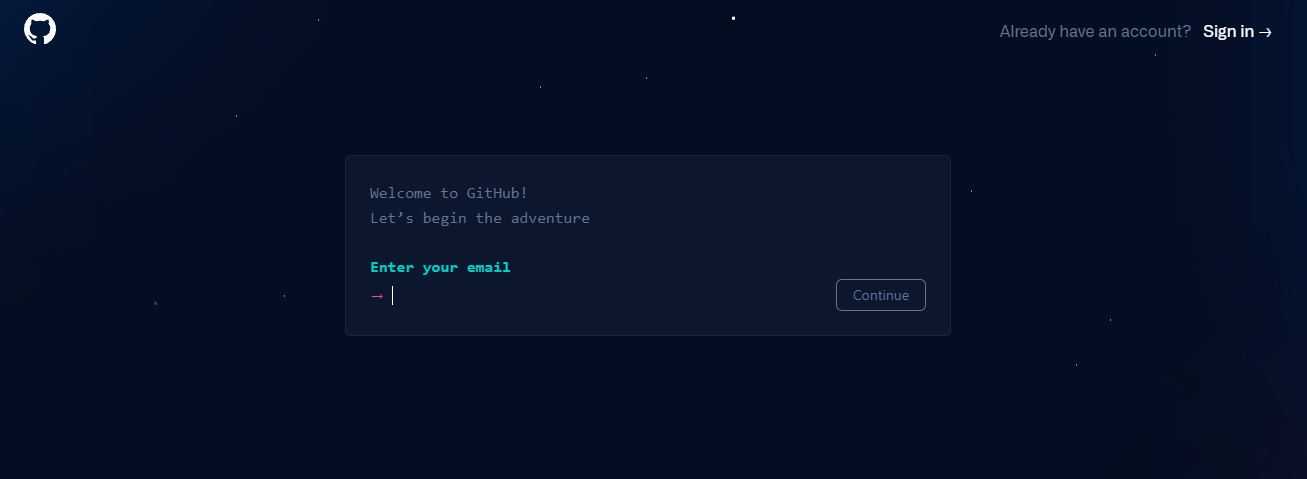 Already have an account? Sign in →
Welcome to GitHub!
Let’s begin the adventure
Enter your email
→
Continue